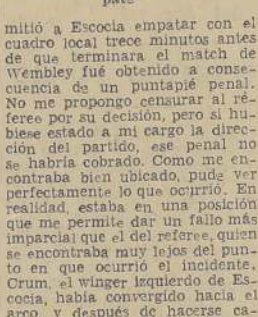 mitió a Escocia empatar con el
cuadro local trece minutos antes
de que terminara el match de
Wembley fué obtenido a conse-
cuencia de un puntapié penal.
No me propongo censurar al ré-
feree por su decisión, pero si hu-
biese estado a mi cargo la direc-
ción del partido, ese penal no
se habría cobrado. Como me en-
contraba bien ubicado, pude ver
perfectamente lo que ocurrió. En
realidad, estaba en una posición
que me permite dar un fallo más
imparcial que el del referee, quien
se encontraba muy lejos del pun-
to en que ocurrió el incidente.
Crum, el winger izquierdo de Es-
cocia, había convergido hacia el
arco, y después de hacerse ca-